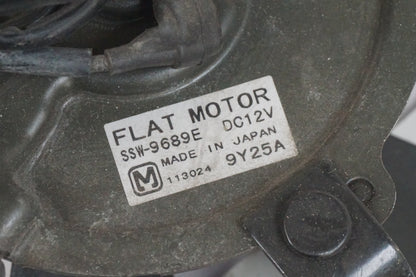 FLAT MOTOR
SSW-9689E DC12V
MADE IN JAPAN
M 113024 9Y25A